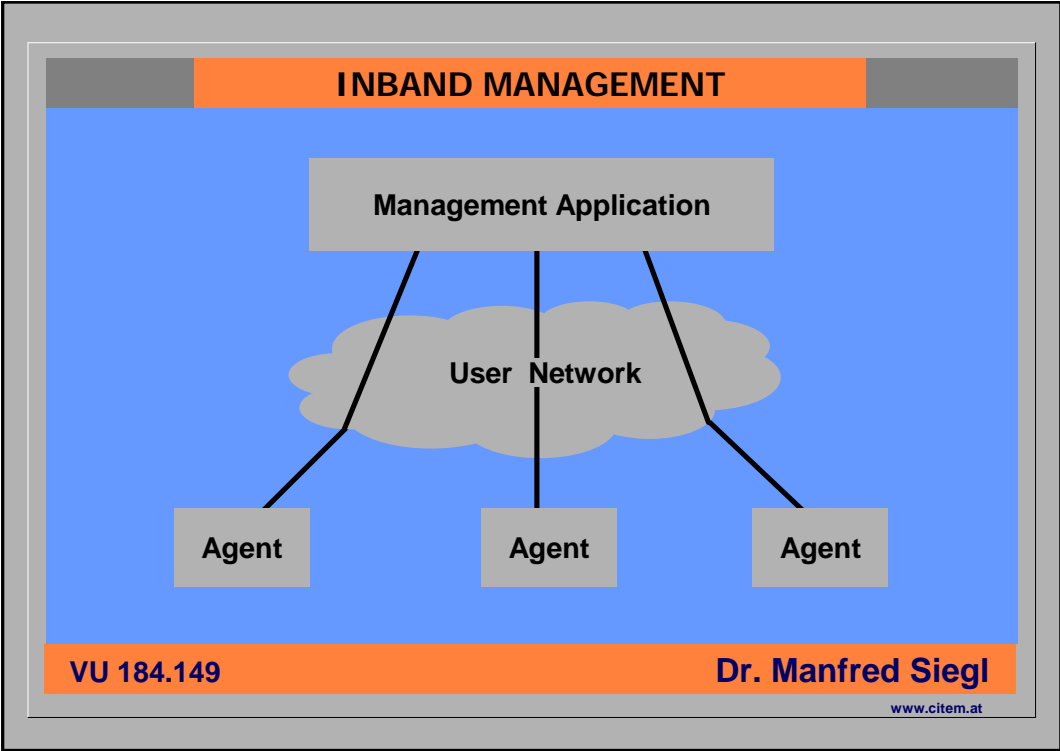 INBAND MANAGEMENT
Management Application
User Network
Agent Agent Agent
VU 184.149 Dr. Manfred Siegl
www.citem.at